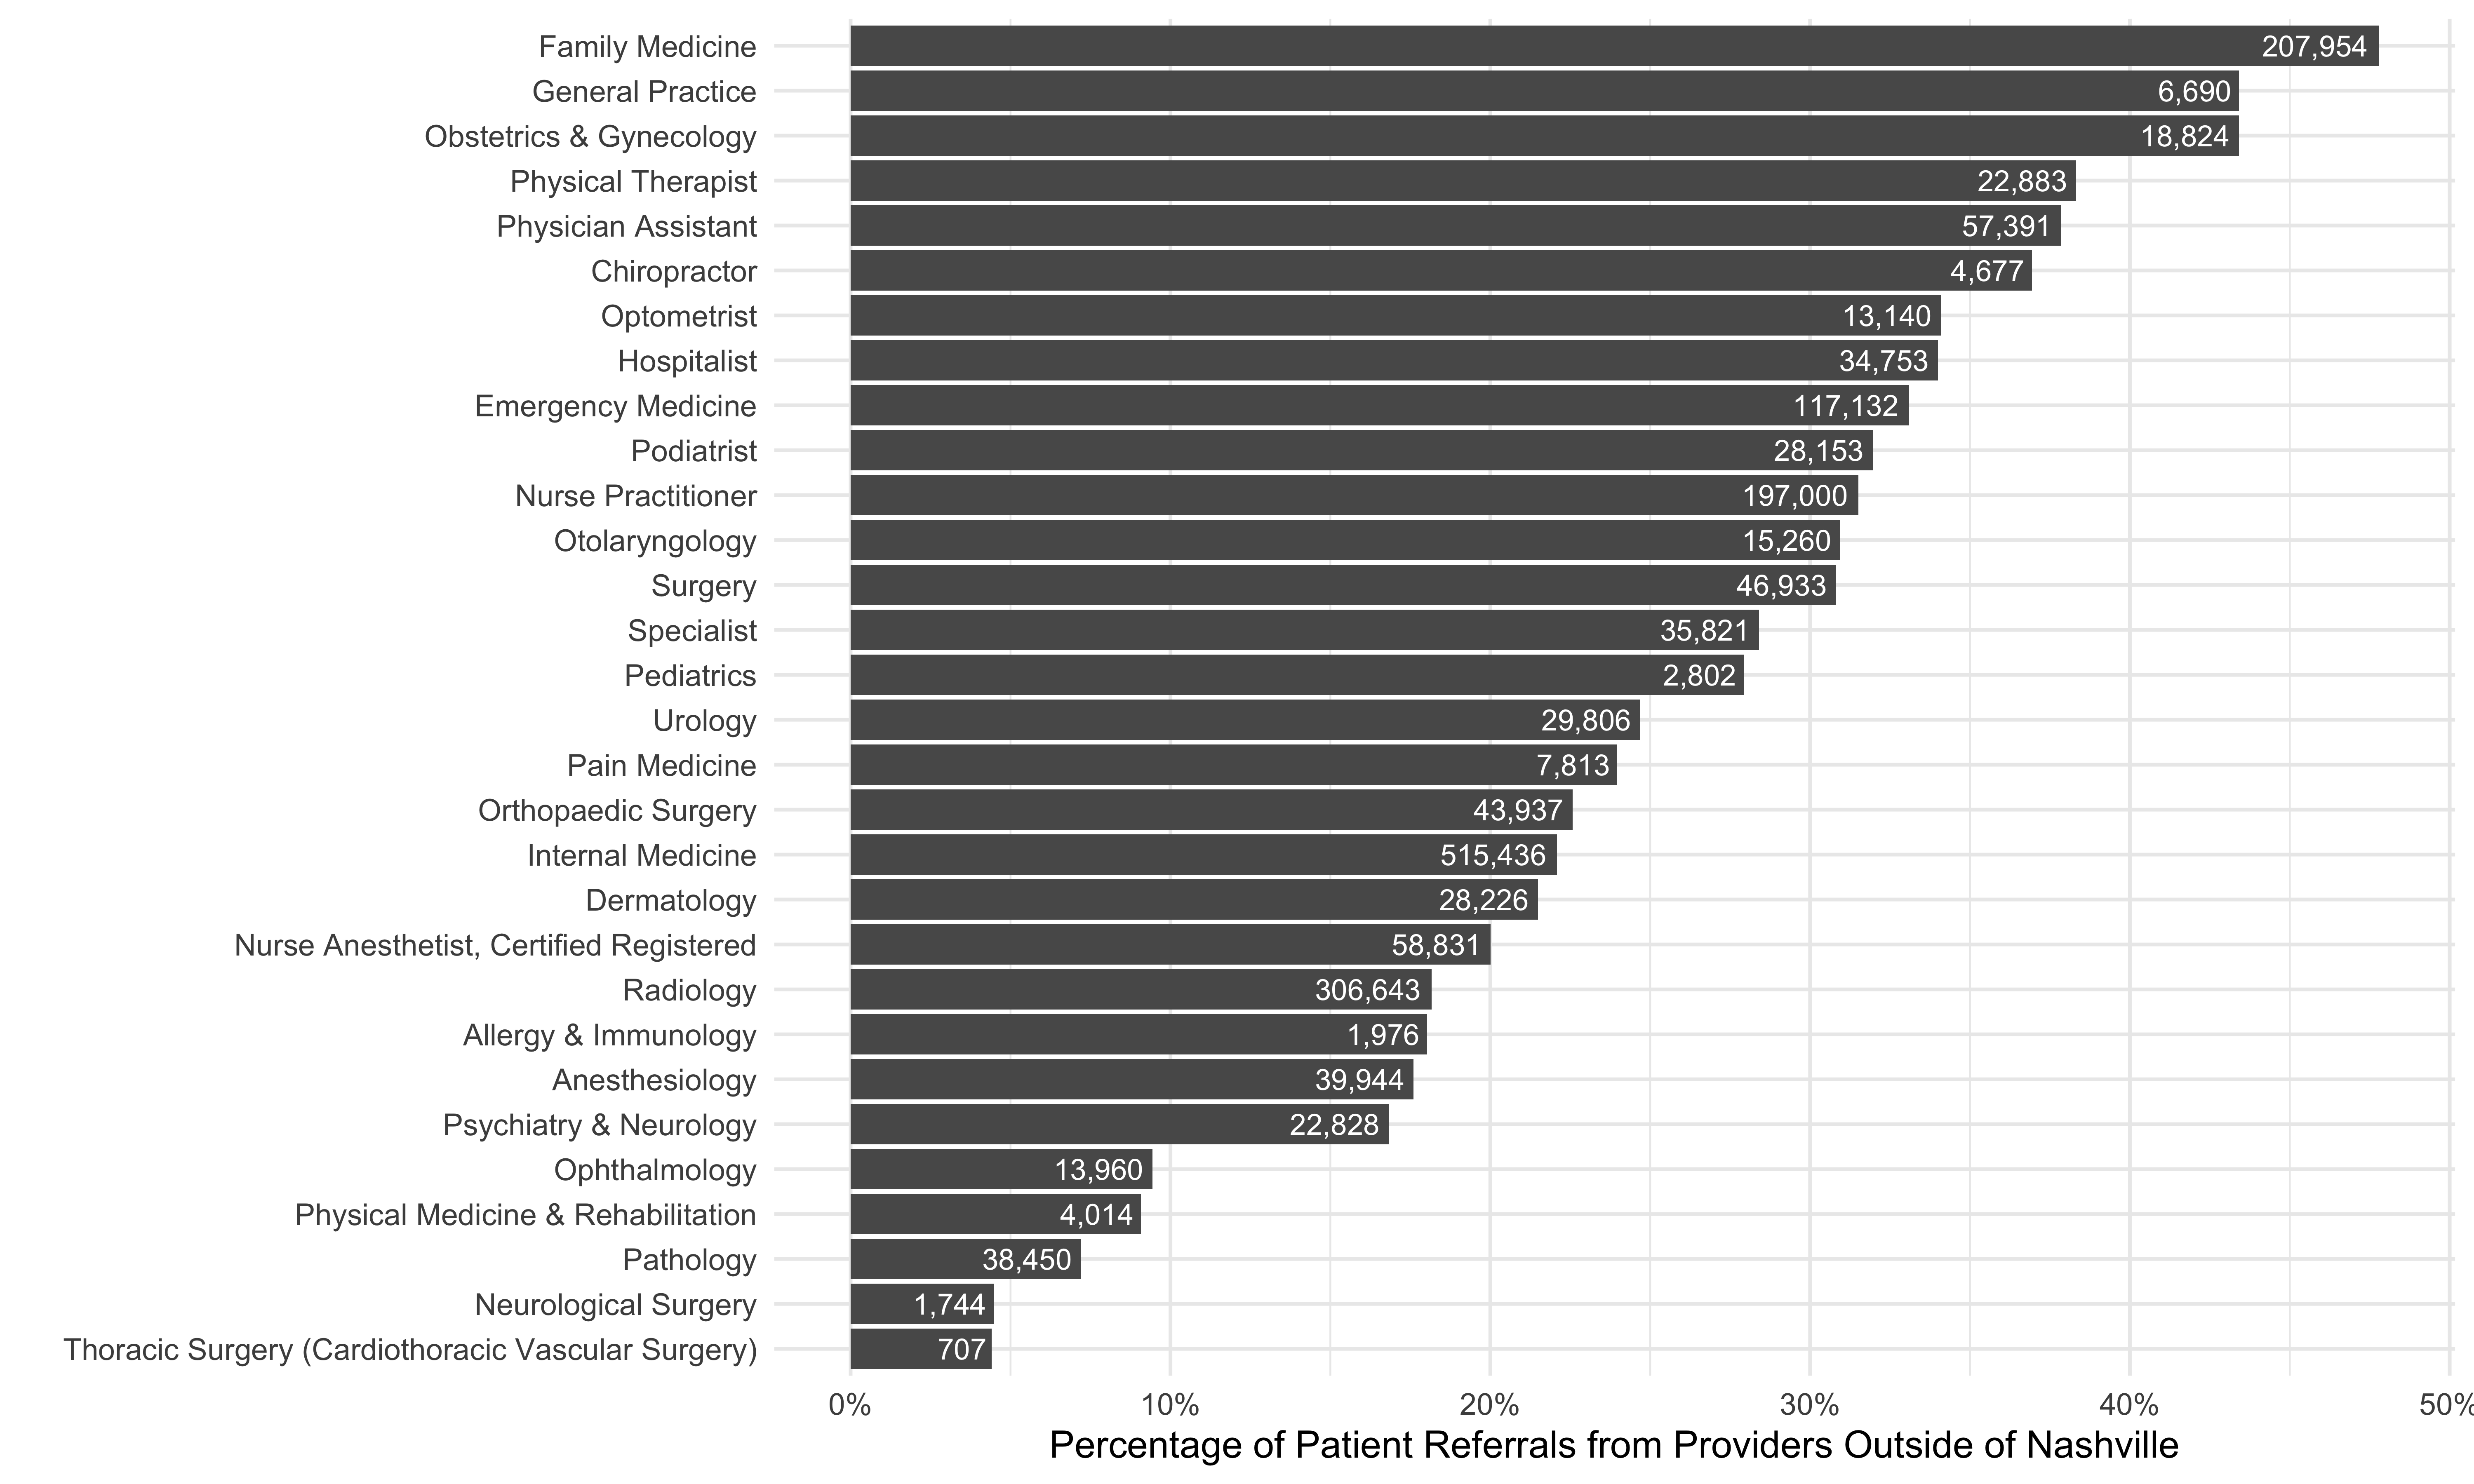 Family Medicine 207,954
General Practice 6,690
Obstetrics & Gynecology 18,824
Physical Therapist 22,883
Physician Assistant 57,391
Chiropractor 4,677
Optometrist 13,140
Hospitalist 34,753
Emergency Medicine 117,132
Podiatrist 28,153
Nurse Practitioner 197,000
Otolaryngology 15,260
Surgery 46,933
Specialist 35,821
Pediatrics 2,802
Urology 29,806
Pain Medicine 7,813
Orthopaedic Surgery 43,937
Internal Medicine 515,436
Dermatology 28,226
Nurse Anesthetist, Certified Registered 58,831
Radiology 306,643
Allergy & Immunology 1,976
Anesthesiology 39,944
Psychiatry & Neurology 22,828
Ophthalmology 13,960
Physical Medicine & Rehabilitation 4,014
Pathology 38,450
Neurological Surgery 1,744
Thoracic Surgery (Cardiothoracic Vascular Surgery) 707
0% 10% 20% 30% 40% 50%
Percentage of Patient Referrals from Providers Outside of Nashville